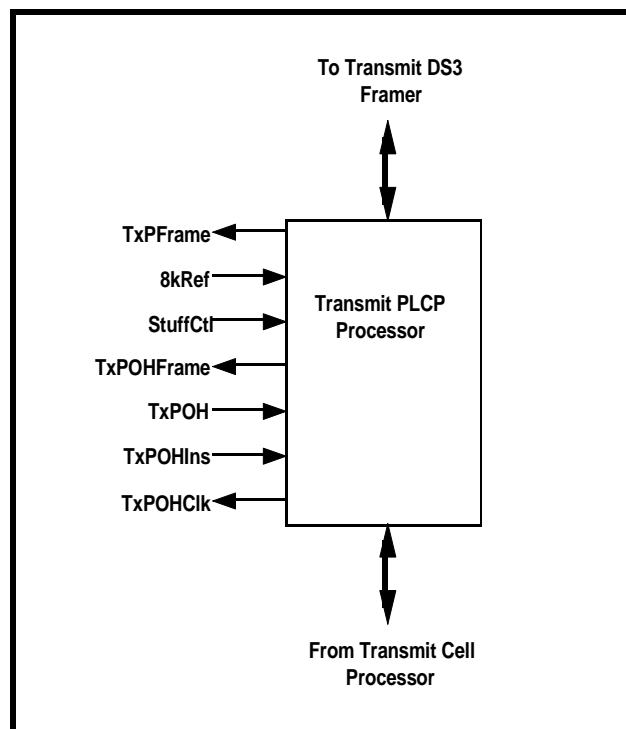 To Transmit DS3
Framer
TxPFrame
8kRef
StuffCtl
TxPOHFrame
TxPOH
TxPOHIns
TxPOHClk
Transmit PLCP
Processor
From Transmit Cell
Processor